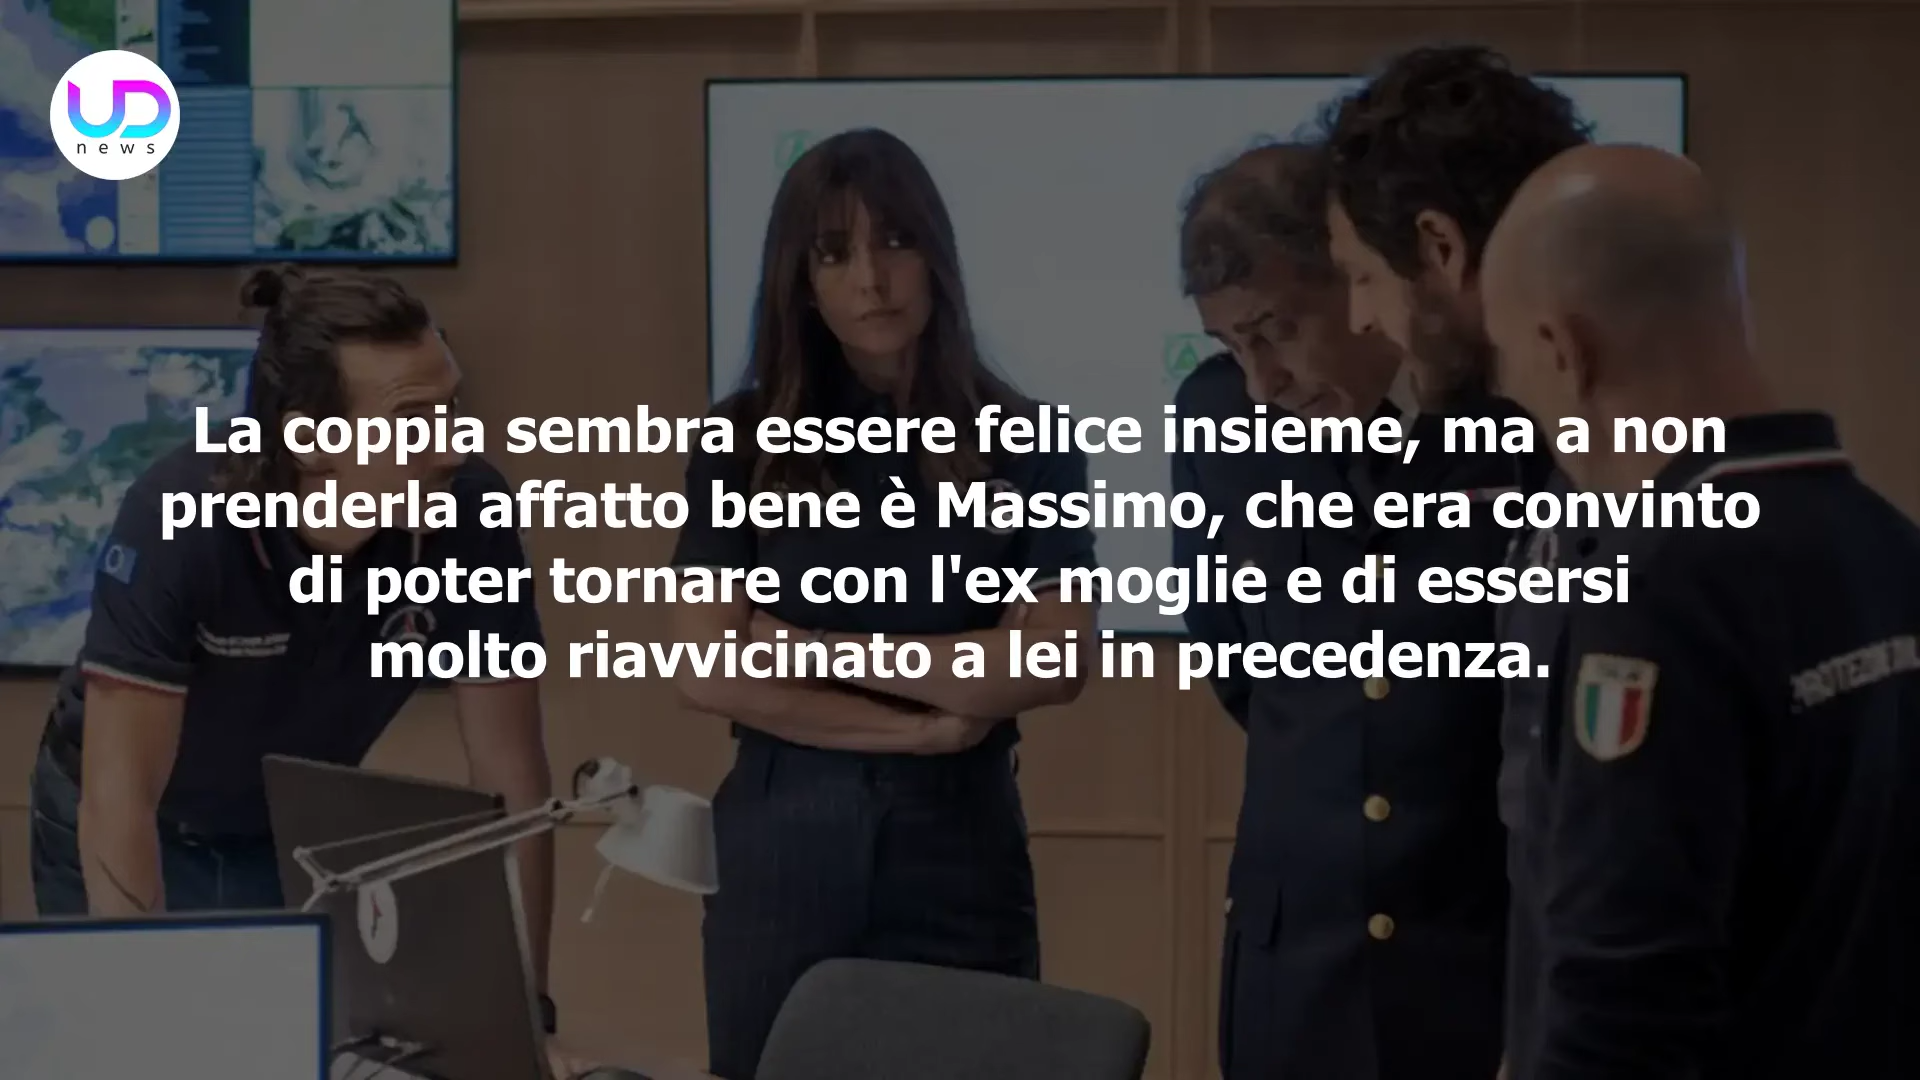 UD
news
La coppia sembra essere felice insieme, ma a non
prenderla affatto bene è Massimo, che era convinto
di poter tornare con l'ex moglie e di essersi
molto riavvicinato a lei in precedenza.
ITALIA